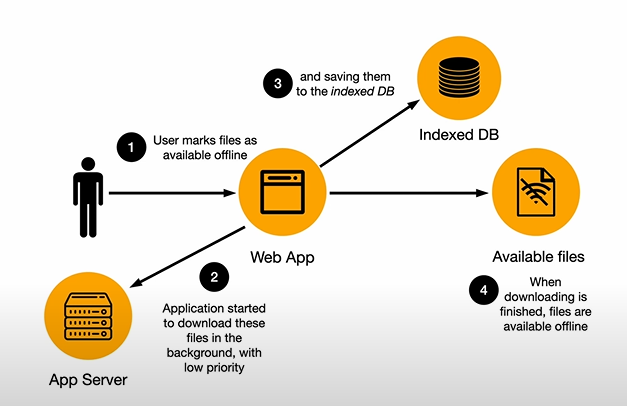 1
User marks files as
available offline
Web App
2
Application started
to download these
files in the
background, with
low priority
App Server
3
and saving them
to the indexed DB
Indexed DB
Available files
4
When
downloading is
finished, files are
available offline